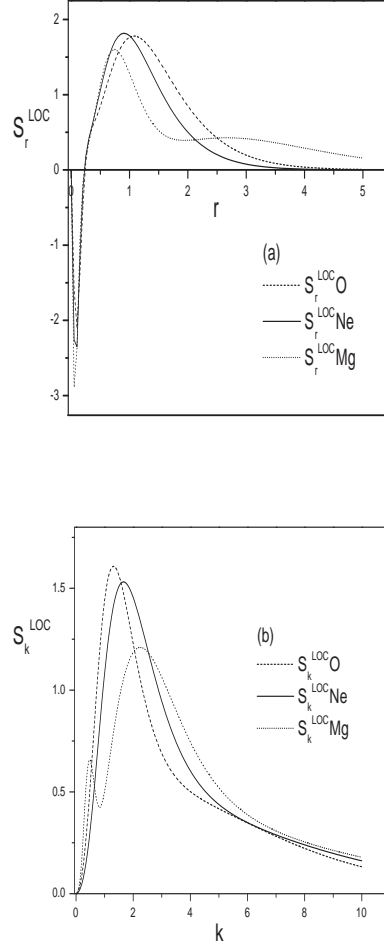 2
1
0
-1
-2
-3
0 1 2 3 4 5
S_r^LOC
r
(a)
S_r^LOC O
S_r^LOC Ne
S_r^LOC Mg
1.5
1.0
0.5
0.0
0 2 4 6 8 10
S_k^LOC
k
(b)
S_k^LOC O
S_k^LOC Ne
S_k^LOC Mg